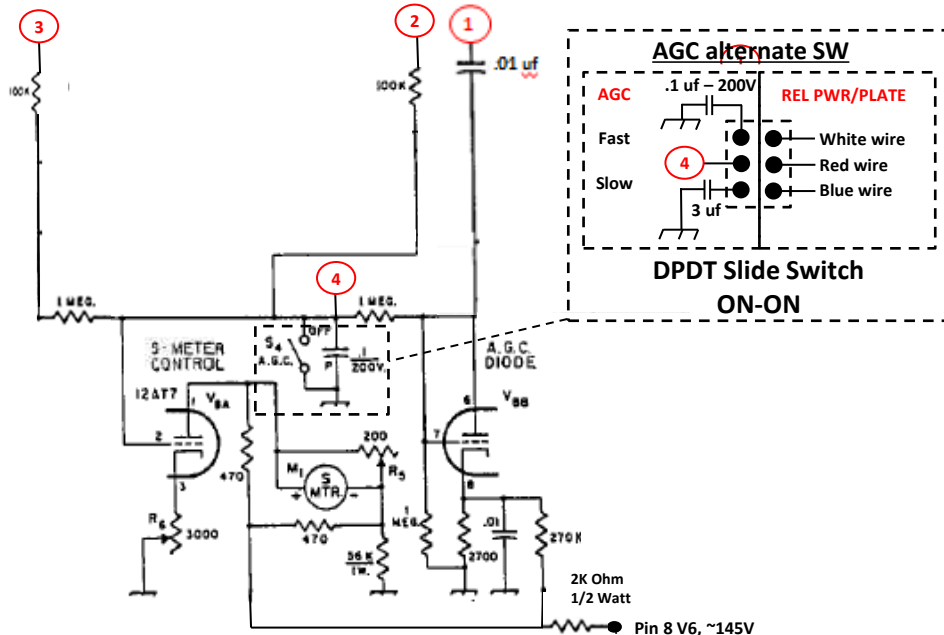 3
2
1
.01 uf
100K
100K
AGC alternate SW
.1 uf – 200V
AGC
REL PWR/PLATE
Fast
White wire
4
Red wire
Slow
Blue wire
3 uf
DPDT Slide Switch
ON-ON
4
1 MEG.
1 MEG.
OFF
S4
A.G.C.
P
.1
200V.
S-METER
CONTROL
A.G.C.
DIODE
12AT7
V8A
V8B
1
2
3
6
7
8
470
200
M1
R5
S
MTR.
+
–
R6
3000
470
1
MEG.
56K
1W.
2700
.01
270K
2K Ohm
1/2 Watt
Pin 8 V6, ~145V